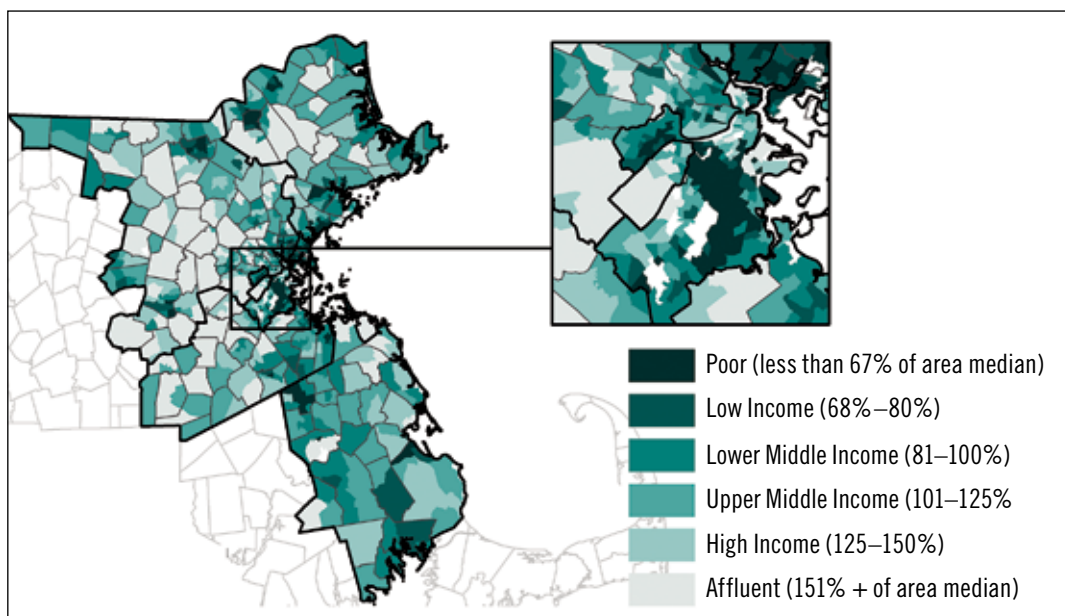 Poor (less than 67% of area median)
Low Income (68%–80%)
Lower Middle Income (81–100%)
Upper Middle Income (101–125%
High Income (125–150%)
Affluent (151% + of area median)